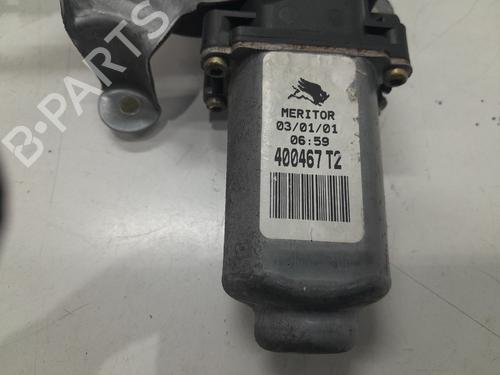 B-PARTS
MERITOR
03/01/01
06:59
400467 T2